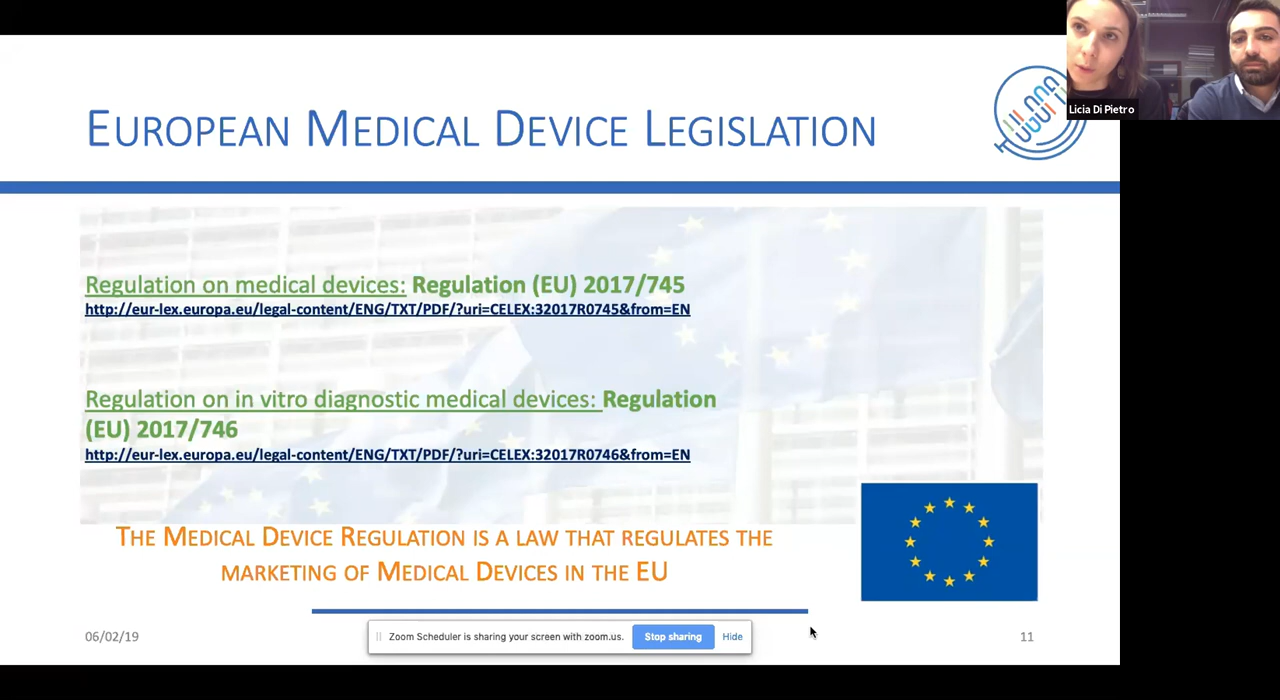 Licia Di Pietro
EUROPEAN MEDICAL DEVICE LEGISLATION
Regulation on medical devices: Regulation (EU) 2017/745
http://eur-lex.europa.eu/legal-content/ENG/TXT/PDF/?uri=CELEX:32017R0745&from=EN
Regulation on in vitro diagnostic medical devices: Regulation
(EU) 2017/746
http://eur-lex.europa.eu/legal-content/ENG/TXT/PDF/?uri=CELEX:32017R0746&from=EN
THE MEDICAL DEVICE REGULATION IS A LAW THAT REGULATES THE
MARKETING OF MEDICAL DEVICES IN THE EU
06/02/19
Zoom Scheduler is sharing your screen with zoom.us. Stop sharing Hide
11